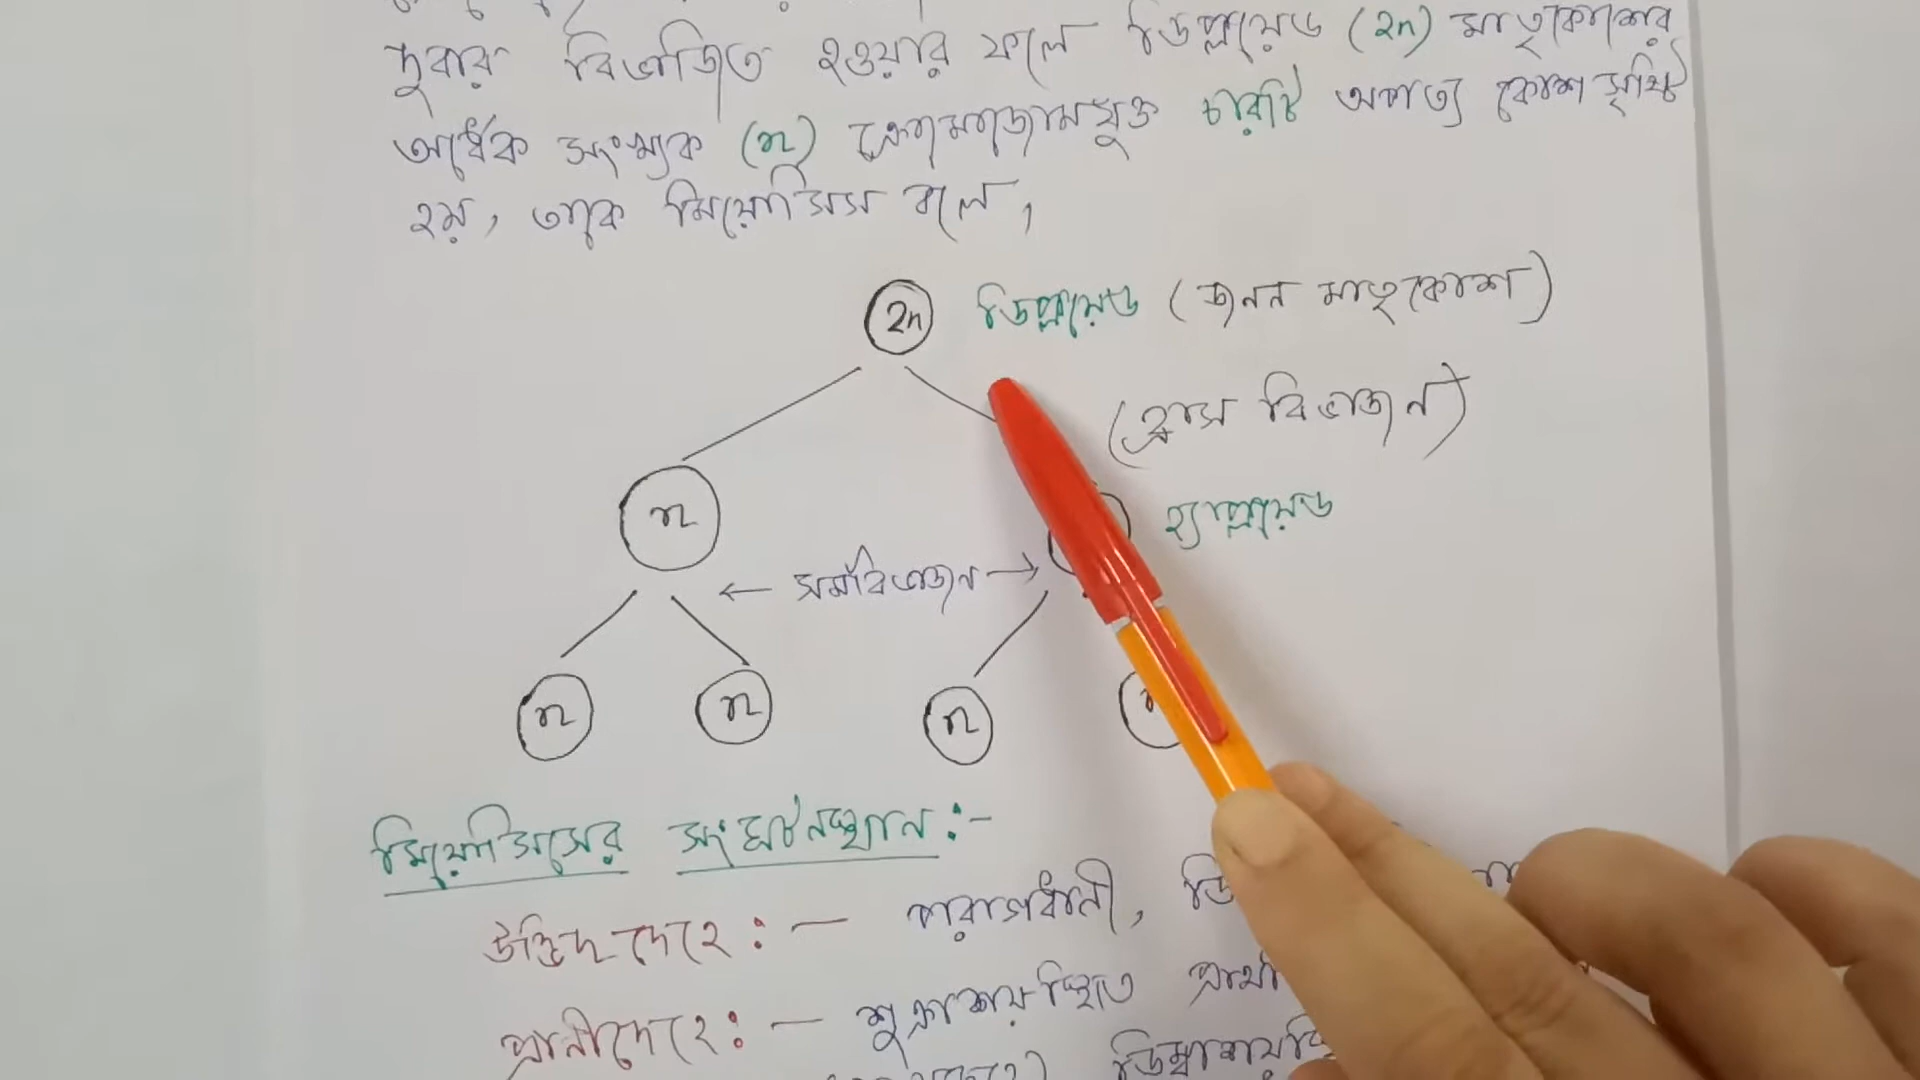 দুবার বিভাজিত হওয়ার ফলে ডিপ্লয়েড (2n) মাতৃকোশের
অর্ধেক সংখ্যক (n) ক্রোমোজোমযুক্ত চারটি অপত্য কোশ সৃষ্টি
হয়, তাকে মিয়োসিস বলে,
2n ডিপ্লয়েড (জনন মাতৃকোশ)
(হ্রাস বিভাজন)
n হ্যাপ্লয়েড
← সমবিভাজন →
n n n
মিয়োসিসের সংঘটনস্থান :-
উদ্ভিদদেহে : — পরাগধানী,
প্রানীদেহে : — শুক্রাশয়স্থিত